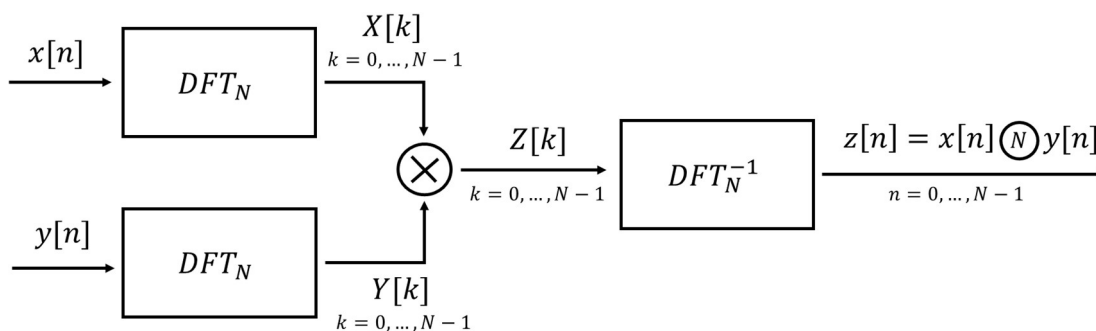 x[n]
DFT_N
X[k]
k = 0, ..., N − 1
y[n]
DFT_N
Y[k]
k = 0, ..., N − 1
Z[k]
k = 0, ..., N − 1
DFT_N^{-1}
z[n] = x[n] Ⓝ y[n]
n = 0, ..., N − 1